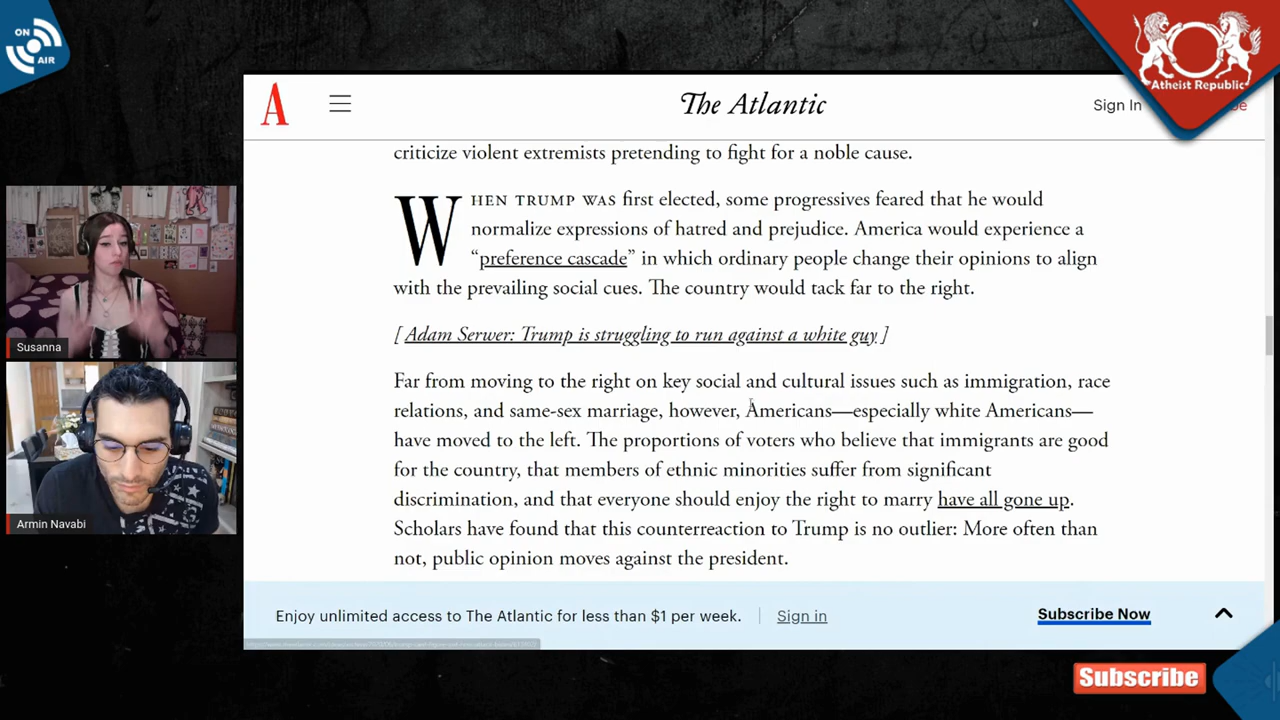 ON
AIR
Atheist Republic
A
The Atlantic
Sign In
criticize violent extremists pretending to fight for a noble cause.
WHEN TRUMP WAS first elected, some progressives feared that he would
normalize expressions of hatred and prejudice. America would experience a
“preference cascade” in which ordinary people change their opinions to align
with the prevailing social cues. The country would tack far to the right.
[ Adam Serwer: Trump is struggling to run against a white guy ]
Far from moving to the right on key social and cultural issues such as immigration, race
relations, and same-sex marriage, however, Americans—especially white Americans—
have moved to the left. The proportions of voters who believe that immigrants are good
for the country, that members of ethnic minorities suffer from significant
discrimination, and that everyone should enjoy the right to marry have all gone up.
Scholars have found that this counterreaction to Trump is no outlier: More often than
not, public opinion moves against the president.
Enjoy unlimited access to The Atlantic for less than $1 per week.
Sign in
Subscribe Now
Susanna
Armin Navabi
Subscribe